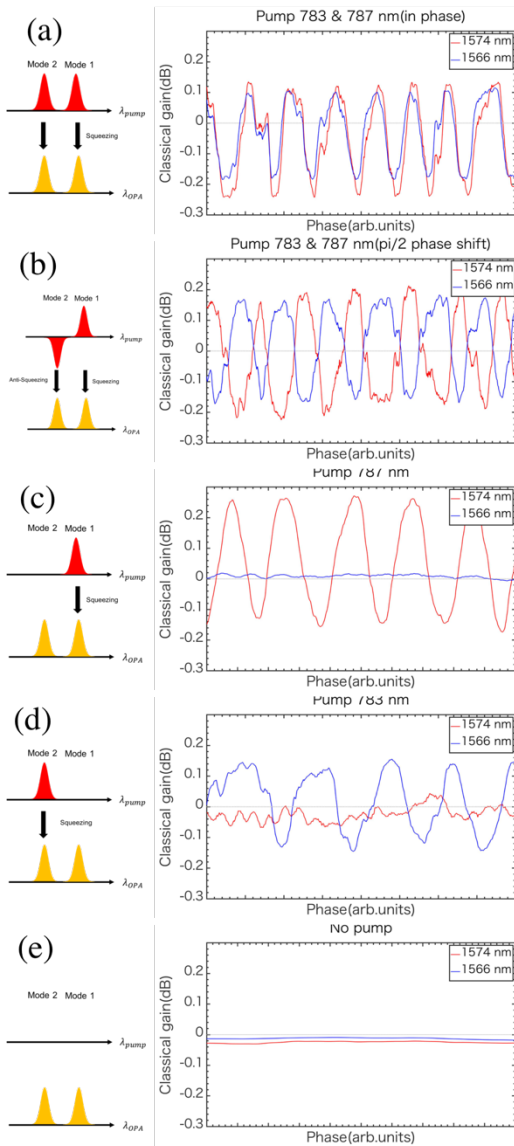 (a)
Mode 2 Mode 1
λpump
Squeezing
λOPA
Pump 783 & 787 nm(in phase)
1574 nm
1566 nm
Classical gain(dB)
0.2
0.1
0
-0.1
-0.2
-0.3
Phase(arb.units)
(b)
Mode 2 Mode 1
λpump
Anti-Squeezing Squeezing
λOPA
Pump 783 & 787 nm(pi/2 phase shift)
1574 nm
1566 nm
Classical gain(dB)
0.2
0.1
0
-0.1
-0.2
-0.3
Phase(arb.units)
(c)
Mode 2 Mode 1
λpump
Squeezing
λOPA
Pump 787 nm
1574 nm
1566 nm
Classical gain(dB)
0.2
0.1
0
-0.1
-0.2
-0.3
Phase(arb.units)
(d)
Mode 2 Mode 1
λpump
Squeezing
λOPA
Pump 783 nm
1574 nm
1566 nm
Classical gain(dB)
0.2
0.1
0
-0.1
-0.2
-0.3
Phase(arb.units)
(e)
Mode 2 Mode 1
λpump
λOPA
No pump
1574 nm
1566 nm
Classical gain(dB)
0.2
0.1
0
-0.1
-0.2
-0.3
Phase(arb.units)